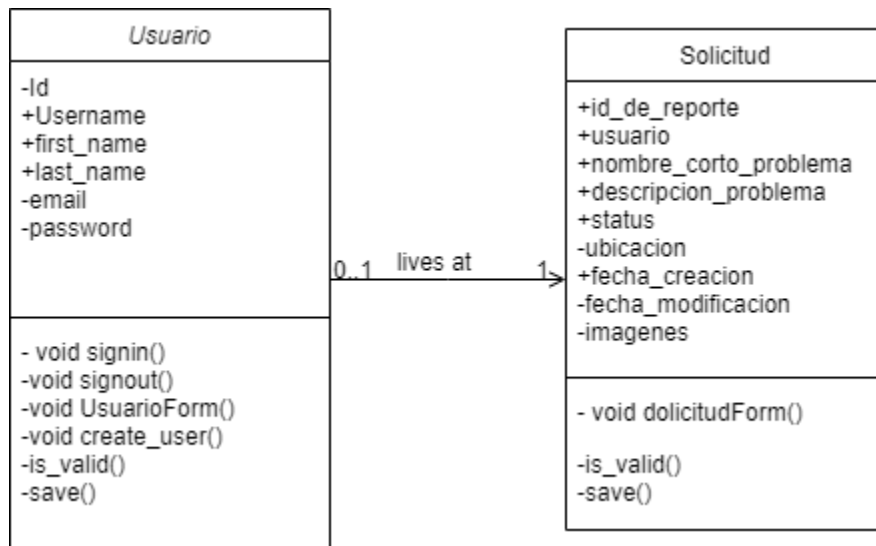 Usuario
-Id
+Username
+first_name
+last_name
-email
-password
- void signin()
-void signout()
-void UsuarioForm()
-void create_user()
-is_valid()
-save()
0..1 lives at 1
Solicitud
+id_de_reporte
+usuario
+nombre_corto_problema
+descripcion_problema
+status
-ubicacion
+fecha_creacion
-fecha_modificacion
-imagenes
- void dolicitudForm()
-is_valid()
-save()